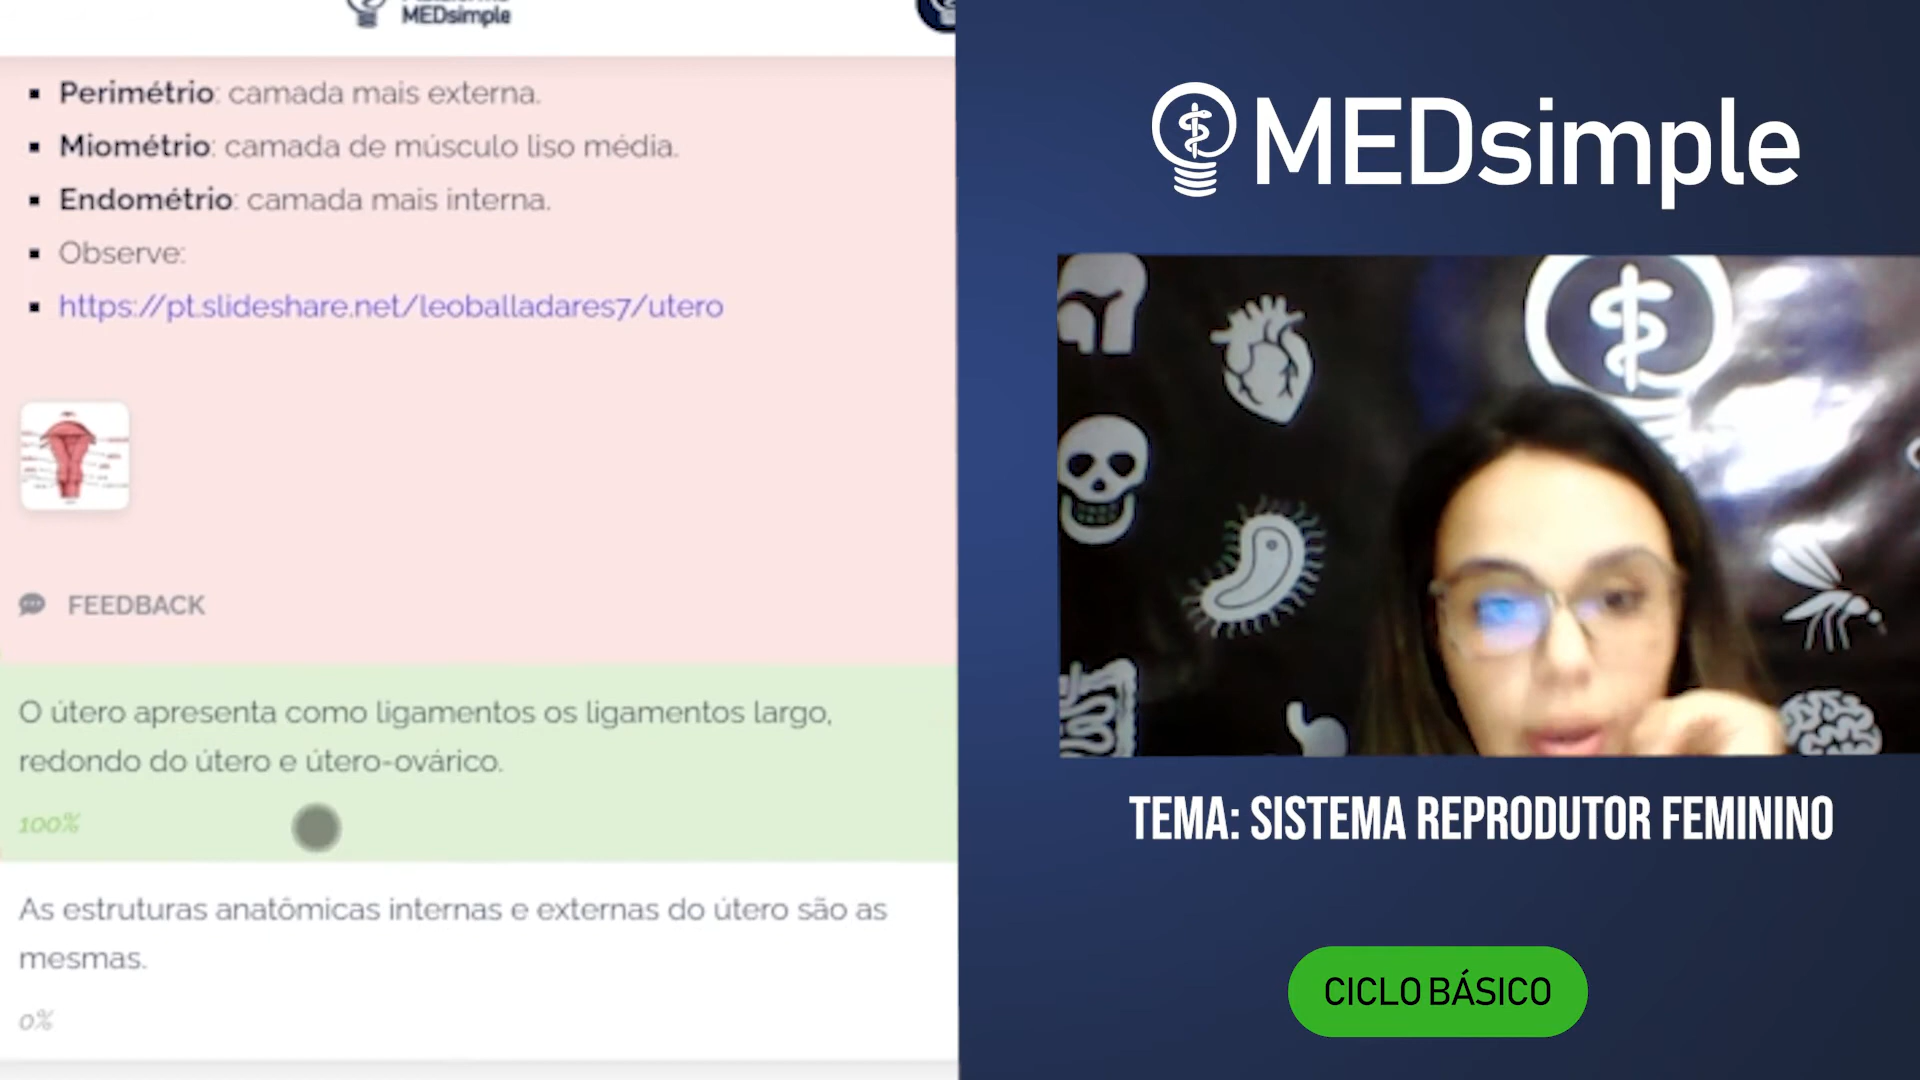 MEDsimple
Perimétrio: camada mais externa.
Miométrio: camada de músculo liso média.
Endométrio: camada mais interna.
Observe:
https://pt.slideshare.net/leoballadares7/utero
FEEDBACK
O útero apresenta como ligamentos os ligamentos largo,
redondo do útero e útero-ovárico.
100%
As estruturas anatômicas internas e externas do útero são as
mesmas.
0%
MEDsimple
TEMA: SISTEMA REPRODUTOR FEMININO
CICLO BÁSICO